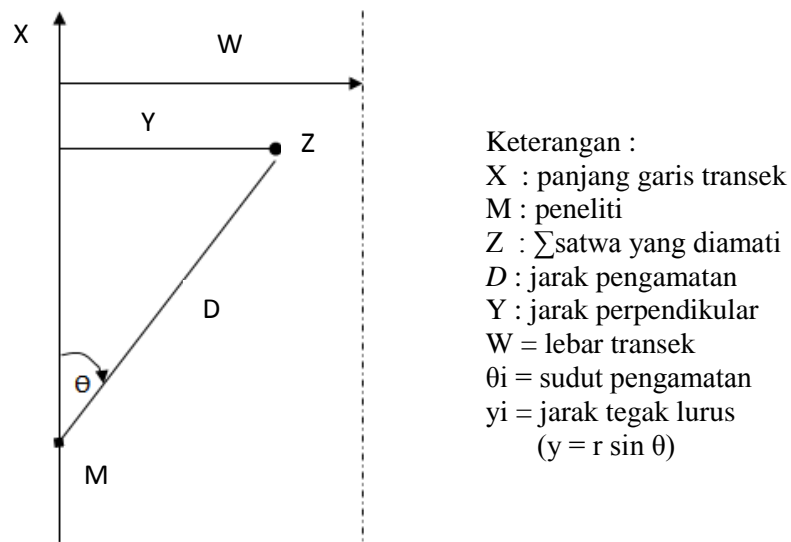 X
W
Y
Z
D
Θ
M
Keterangan :
X : panjang garis transek
M : peneliti
Z : ∑satwa yang diamati
D : jarak pengamatan
Y : jarak perpendikular
W = lebar transek
θi = sudut pengamatan
yi = jarak tegak lurus
(y = r sin θ)